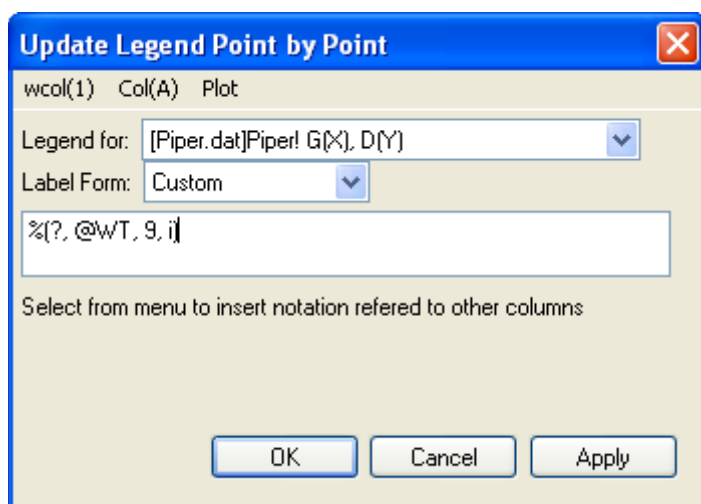 Update Legend Point by Point
wcol(1) Col(A) Plot
Legend for: [Piper.dat]Piper! G(X), D(Y)
Label Form: Custom
%(?, @WT, 9, i)
Select from menu to insert notation refered to other columns
OK Cancel Apply